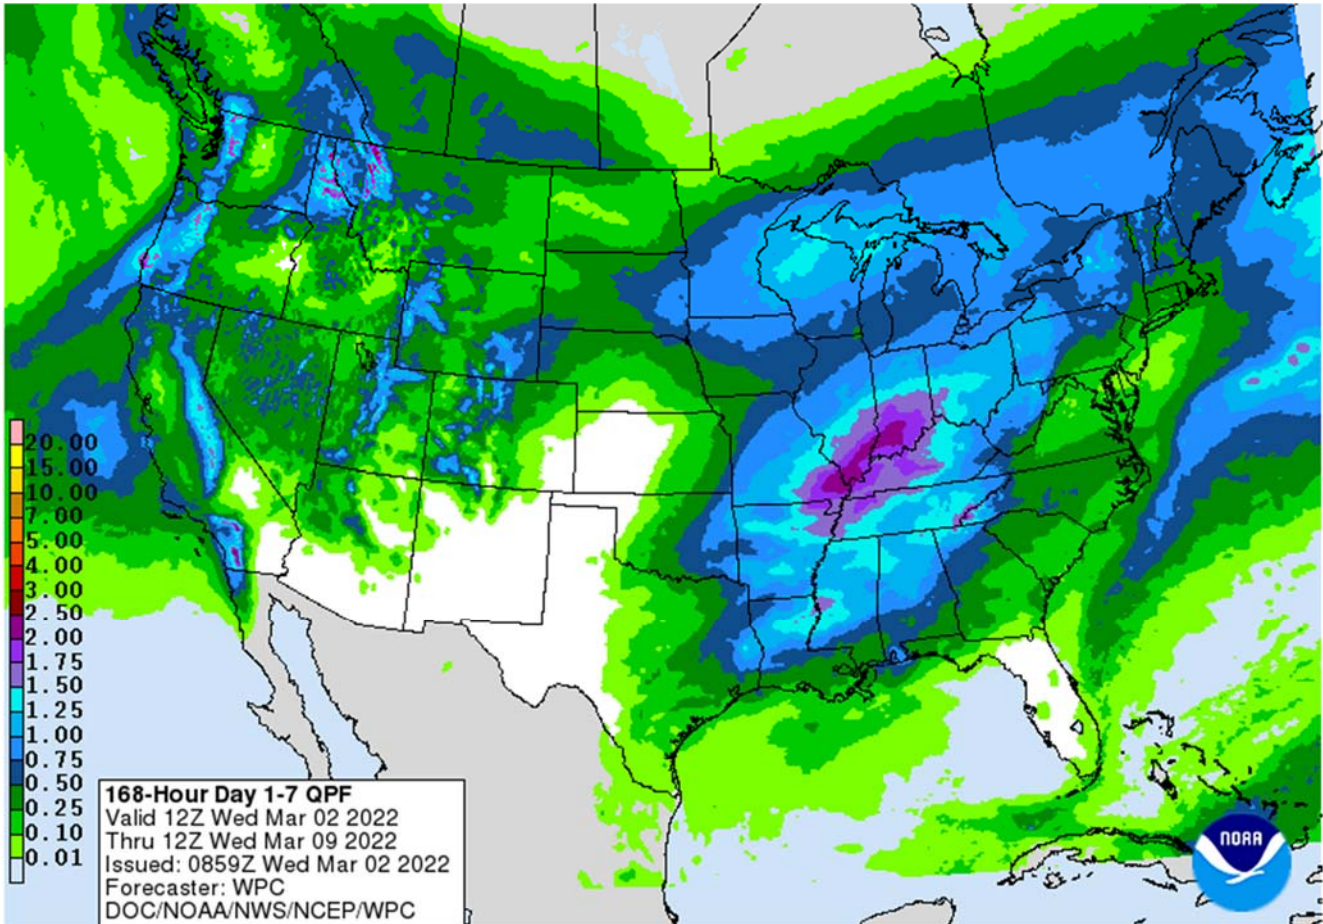 20.00
15.00
10.00
7.00
5.00
4.00
3.00
2.50
2.00
1.75
1.50
1.25
1.00
0.75
0.50
0.25
0.10
0.01
168-Hour Day 1-7 QPF
Valid 12Z Wed Mar 02 2022
Thru 12Z Wed Mar 09 2022
Issued: 0859Z Wed Mar 02 2022
Forecaster: WPC
DOC/NOAA/NWS/NCEP/WPC
NOAA